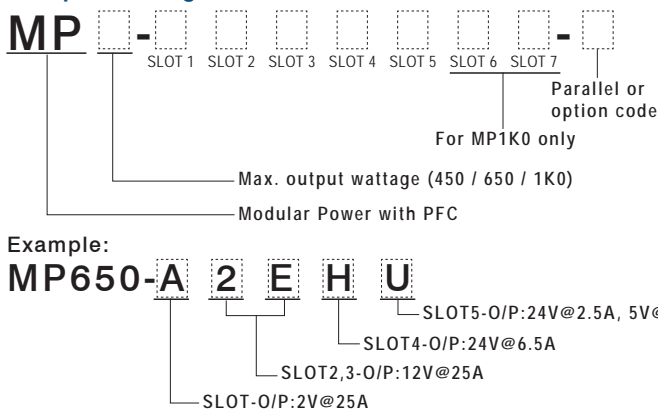 MP - -
SLOT 1 SLOT 2 SLOT 3 SLOT 4 SLOT 5 SLOT 6 SLOT 7
Parallel or
option code
For MP1K0 only
Max. output wattage (450 / 650 / 1K0)
Modular Power with PFC
Example:
MP650-A 2 E H U
SLOT5-O/P:24V@2.5A, 5V@
SLOT4-O/P:24V@6.5A
SLOT2,3-O/P:12V@25A
SLOT-O/P:2V@25A